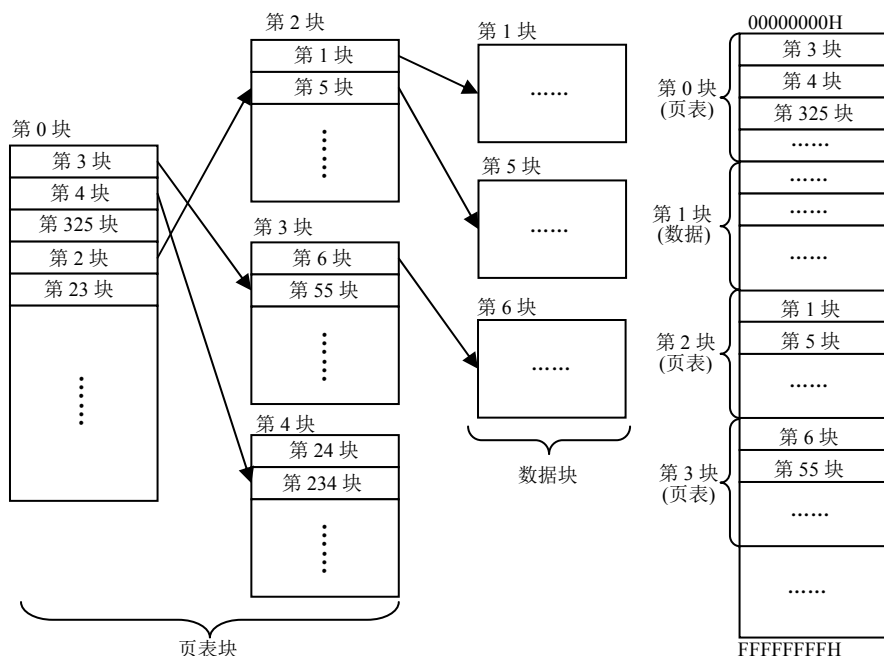 第 0 块
第 3 块
第 4 块
第 325 块
第 2 块
第 23 块
⋮
第 2 块
第 1 块
第 5 块
⋮
第 3 块
第 6 块
第 55 块
⋮
第 4 块
第 24 块
第 234 块
⋮
页表块
第 1 块
……
第 5 块
……
第 6 块
……
数据块
00000000H
第 0 块
(页表)
第 3 块
第 4 块
第 325 块
……
第 1 块
(数据)
……
……
……
第 2 块
(页表)
第 1 块
第 5 块
……
第 3 块
(页表)
第 6 块
第 55 块
……
……
FFFFFFFFH